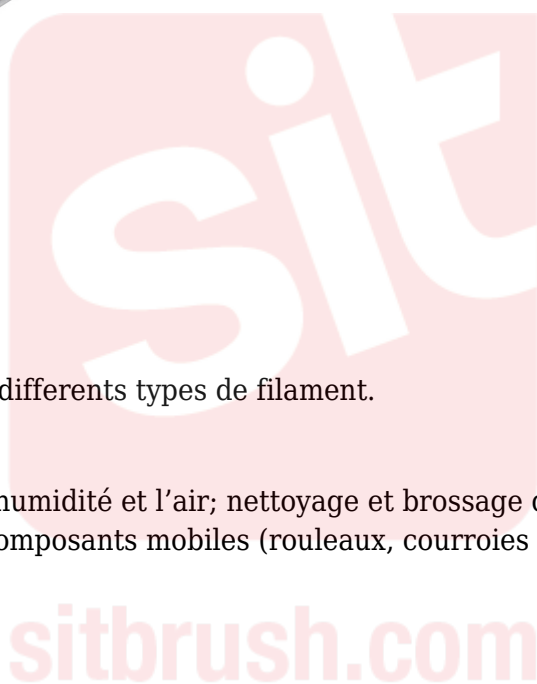 sit
differents types de filament.
humidité et l’air; nettoyage et brossage
omposants mobiles (rouleaux, courroies
sitbrush.com